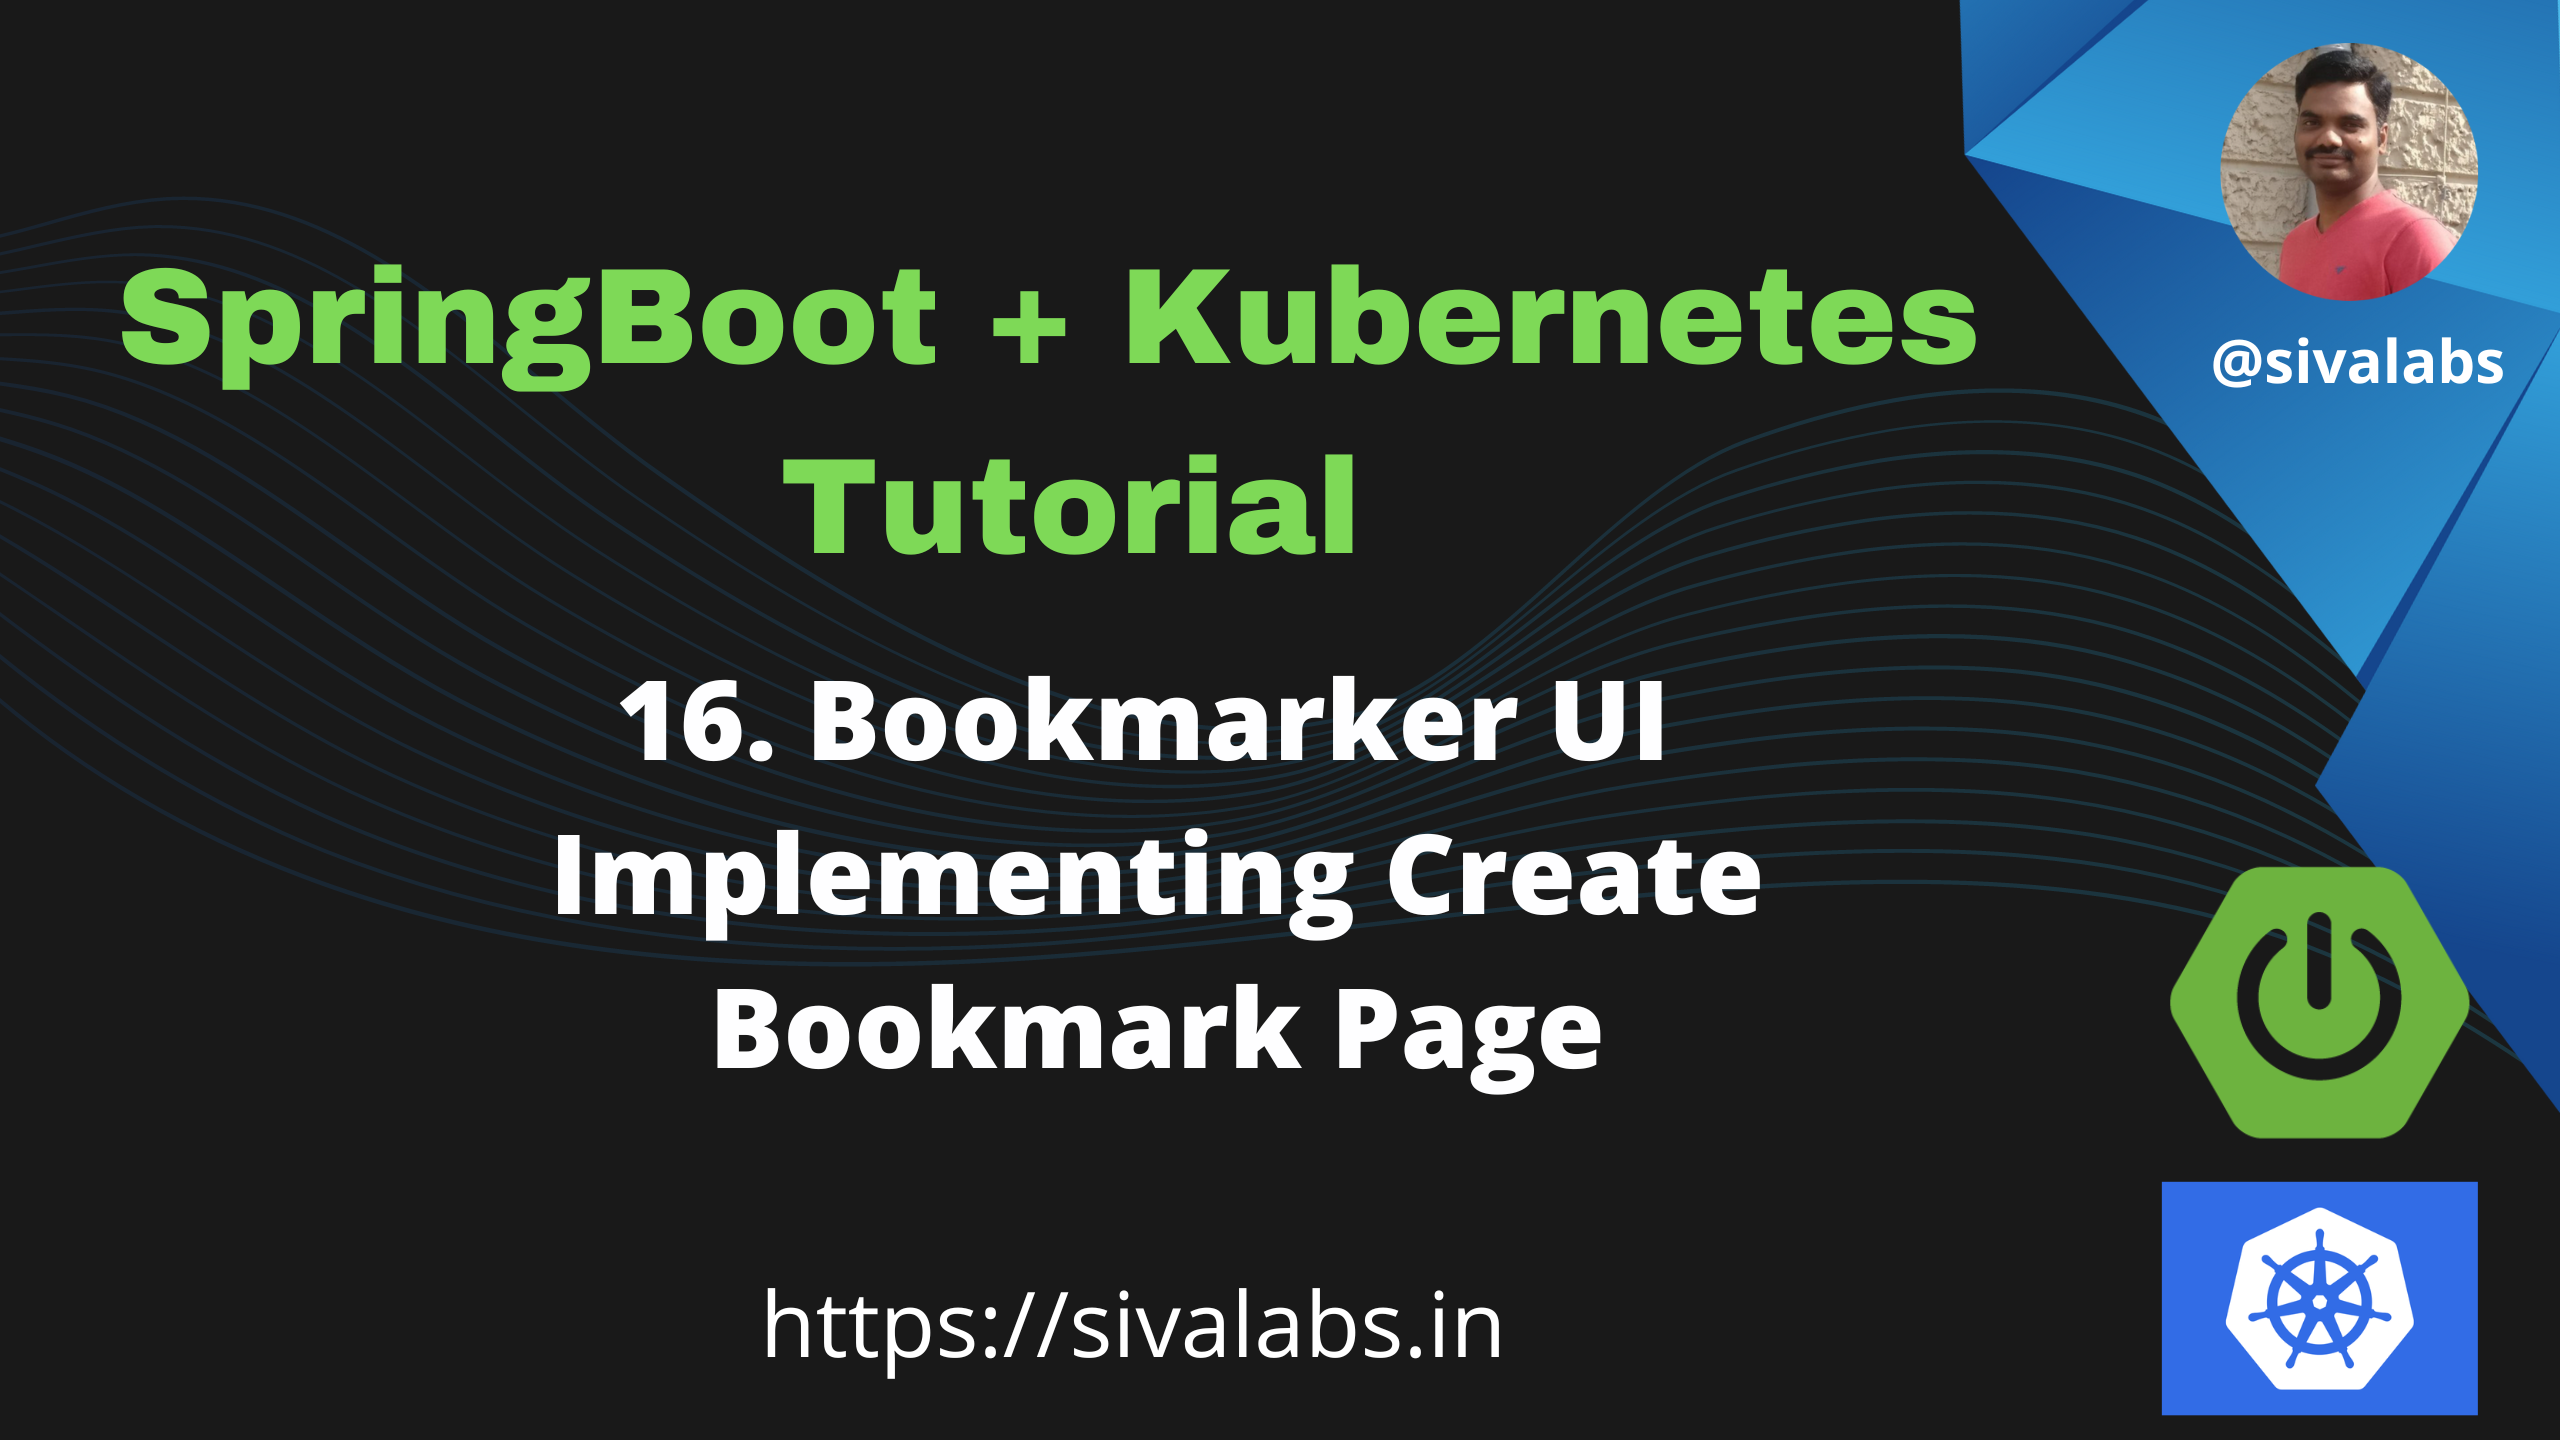 SpringBoot + Kubernetes
Tutorial
@sivalabs
16. Bookmarker UI
Implementing Create
Bookmark Page
https://sivalabs.in